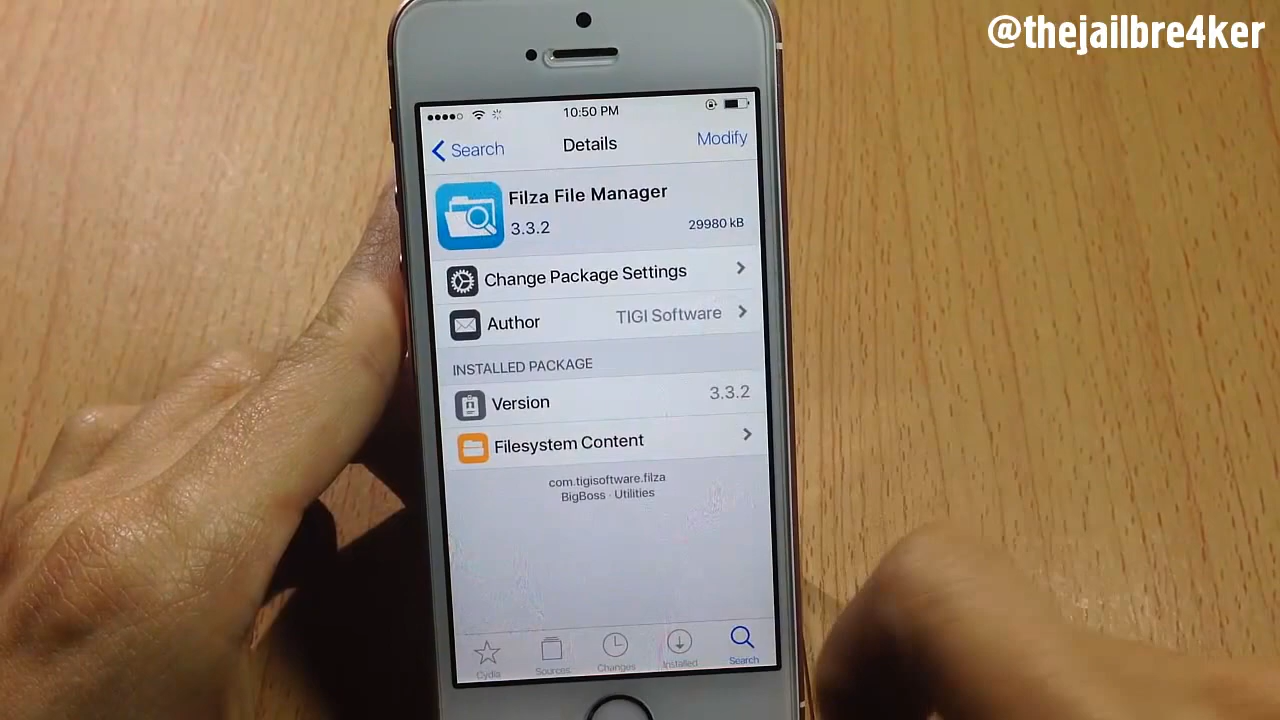 @thejailbre4ker
10:50 PM
Search Details Modify
Filza File Manager
3.3.2 29980 kB
Change Package Settings
Author TIGI Software
INSTALLED PACKAGE
Version 3.3.2
Filesystem Content
com.tigisoftware.filza
BigBoss · Utilities
Cydia Sources Changes Installed Search